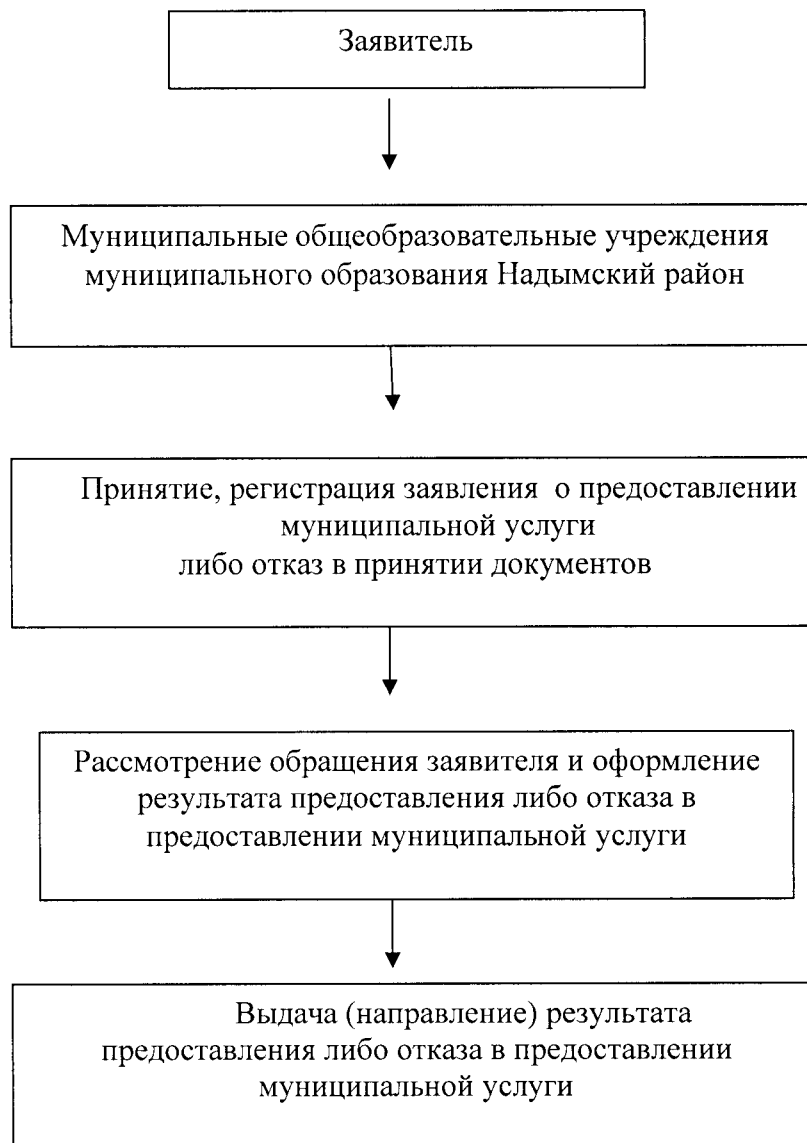 Заявитель
Муниципальные общеобразовательные учреждения
муниципального образования Надымский район
Принятие, регистрация заявления о предоставлении
муниципальной услуги
либо отказ в принятии документов
Рассмотрение обращения заявителя и оформление
результата предоставления либо отказа в
предоставлении муниципальной услуги
Выдача (направление) результата
предоставления либо отказа в предоставлении
муниципальной услуги